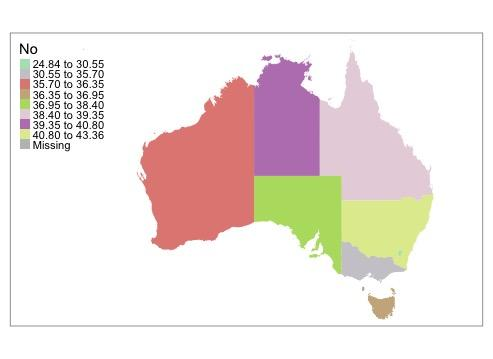 No
24.84 to 30.55
30.55 to 35.70
35.70 to 36.35
36.35 to 36.95
36.95 to 38.40
38.40 to 39.35
39.35 to 40.80
40.80 to 43.36
Missing